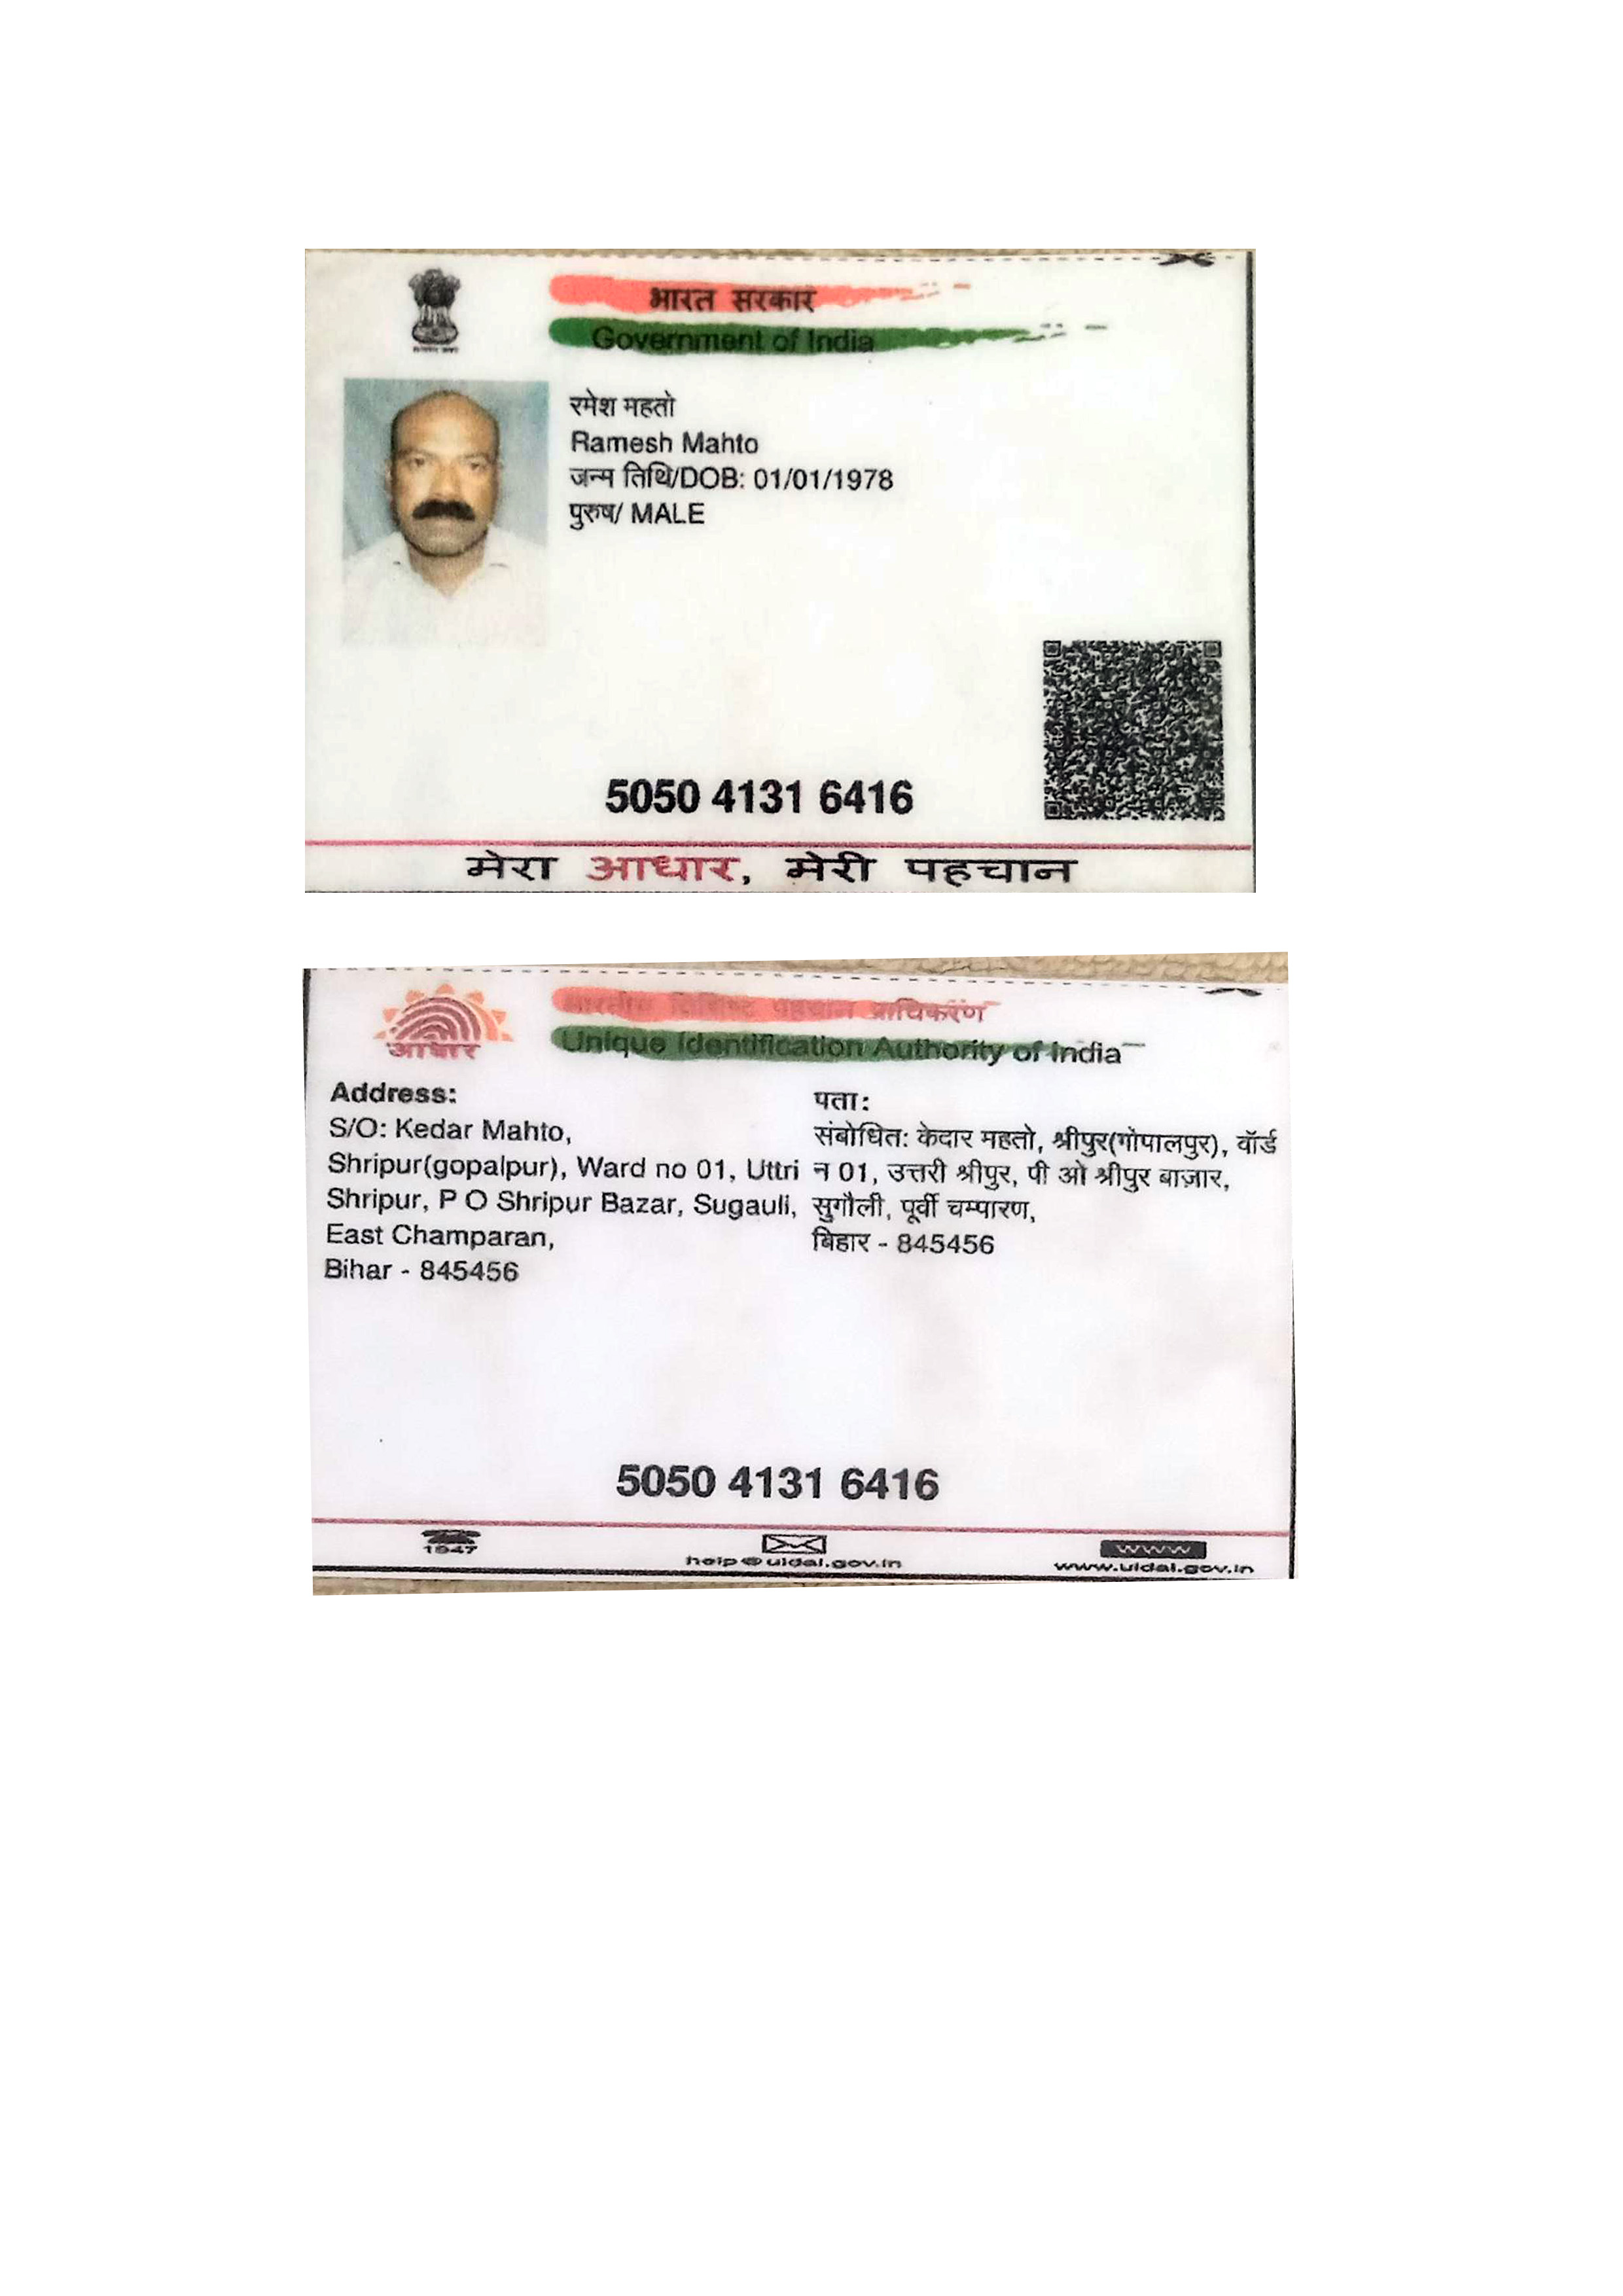 भारत सरकार
Government of India
रमेश महतो
Ramesh Mahto
जन्म तिथि/DOB: 01/01/1978
पुरुष/ MALE
5050 4131 6416
मेरा आधार, मेरी पहचान
भारतीय विशिष्ट पहचान प्राधिकरण
Unique Identification Authority of India
आधार
Address:
S/O: Kedar Mahto,
Shripur(gopalpur), Ward no 01, Uttri
Shripur, P O Shripur Bazar, Sugauli,
East Champaran,
Bihar - 845456
पता:
संबोधित: केदार महतो, श्रीपुर(गोपालपुर), वॉर्ड
न 01, उत्तरी श्रीपुर, पी ओ श्रीपुर बाज़ार,
सुगौली, पूर्वी चम्पारण,
बिहार - 845456
5050 4131 6416
1947
help@uidai.gov.in
www
www.uidai.gov.in